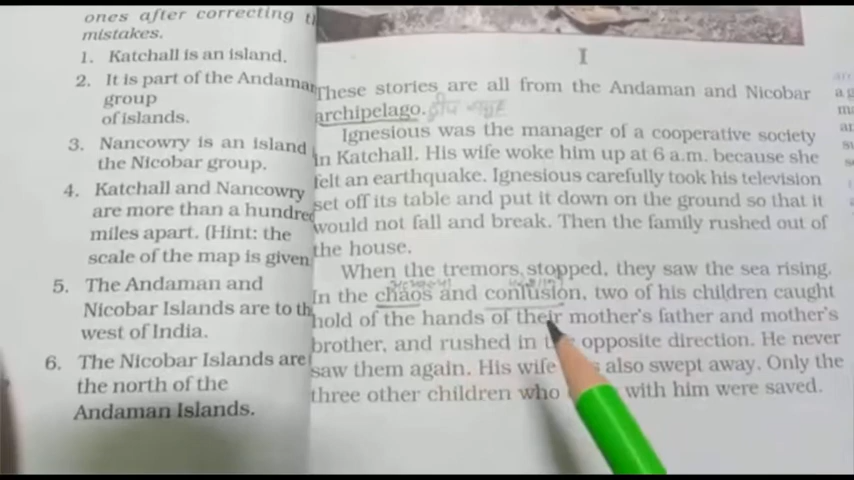 ones after correcting
mistakes.
1. Katchall is an island.
2. It is part of the Andaman
group
of islands.
3. Nancowry is an island
the Nicobar group.
4. Katchall and Nancowry
are more than a hundred
miles apart. (Hint: the
scale of the map is given
5. The Andaman and
Nicobar Islands are to
west of India.
6. The Nicobar Islands are
the north of the
Andaman Islands.
I
These stories are all from the Andaman and Nicobar
archipelago. द्वीप समूह
Ignesious was the manager of a cooperative society
in Katchall. His wife woke him up at 6 a.m. because she
felt an earthquake. Ignesious carefully took his television
set off its table and put it down on the ground so that it
would not fall and break. Then the family rushed out of
the house.
When the tremors stopped, they saw the sea rising.
In the chaos and confusion, two of his children caught
hold of the hands of their mother's father and mother's
brother, and rushed in opposite direction. He never
saw them again. His wife also swept away. Only the
three other children who with him were saved.